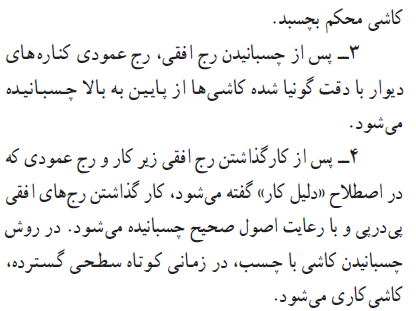 کاشی محکم بچسبد.
۳ــ پس از چسبانیدن رج افقی، رج عمودی کناره‌های
دیوار با دقت گونیا شده کاشی‌ها از پایین به بالا چسبانیده
می‌شود.
۴ــ پس از کارگذاشتن رج افقی زیر کار و رج عمودی که
در اصطلاح «دلیل کار» گفته می‌شود، کار گذاشتن رج‌های افقی
پی‌درپی و با رعایت اصول صحیح چسبانیده می‌شود. در روش
چسبانیدن کاشی با چسب، در زمانی کوتاه سطحی گسترده،
کاشی‌کاری می‌شود.